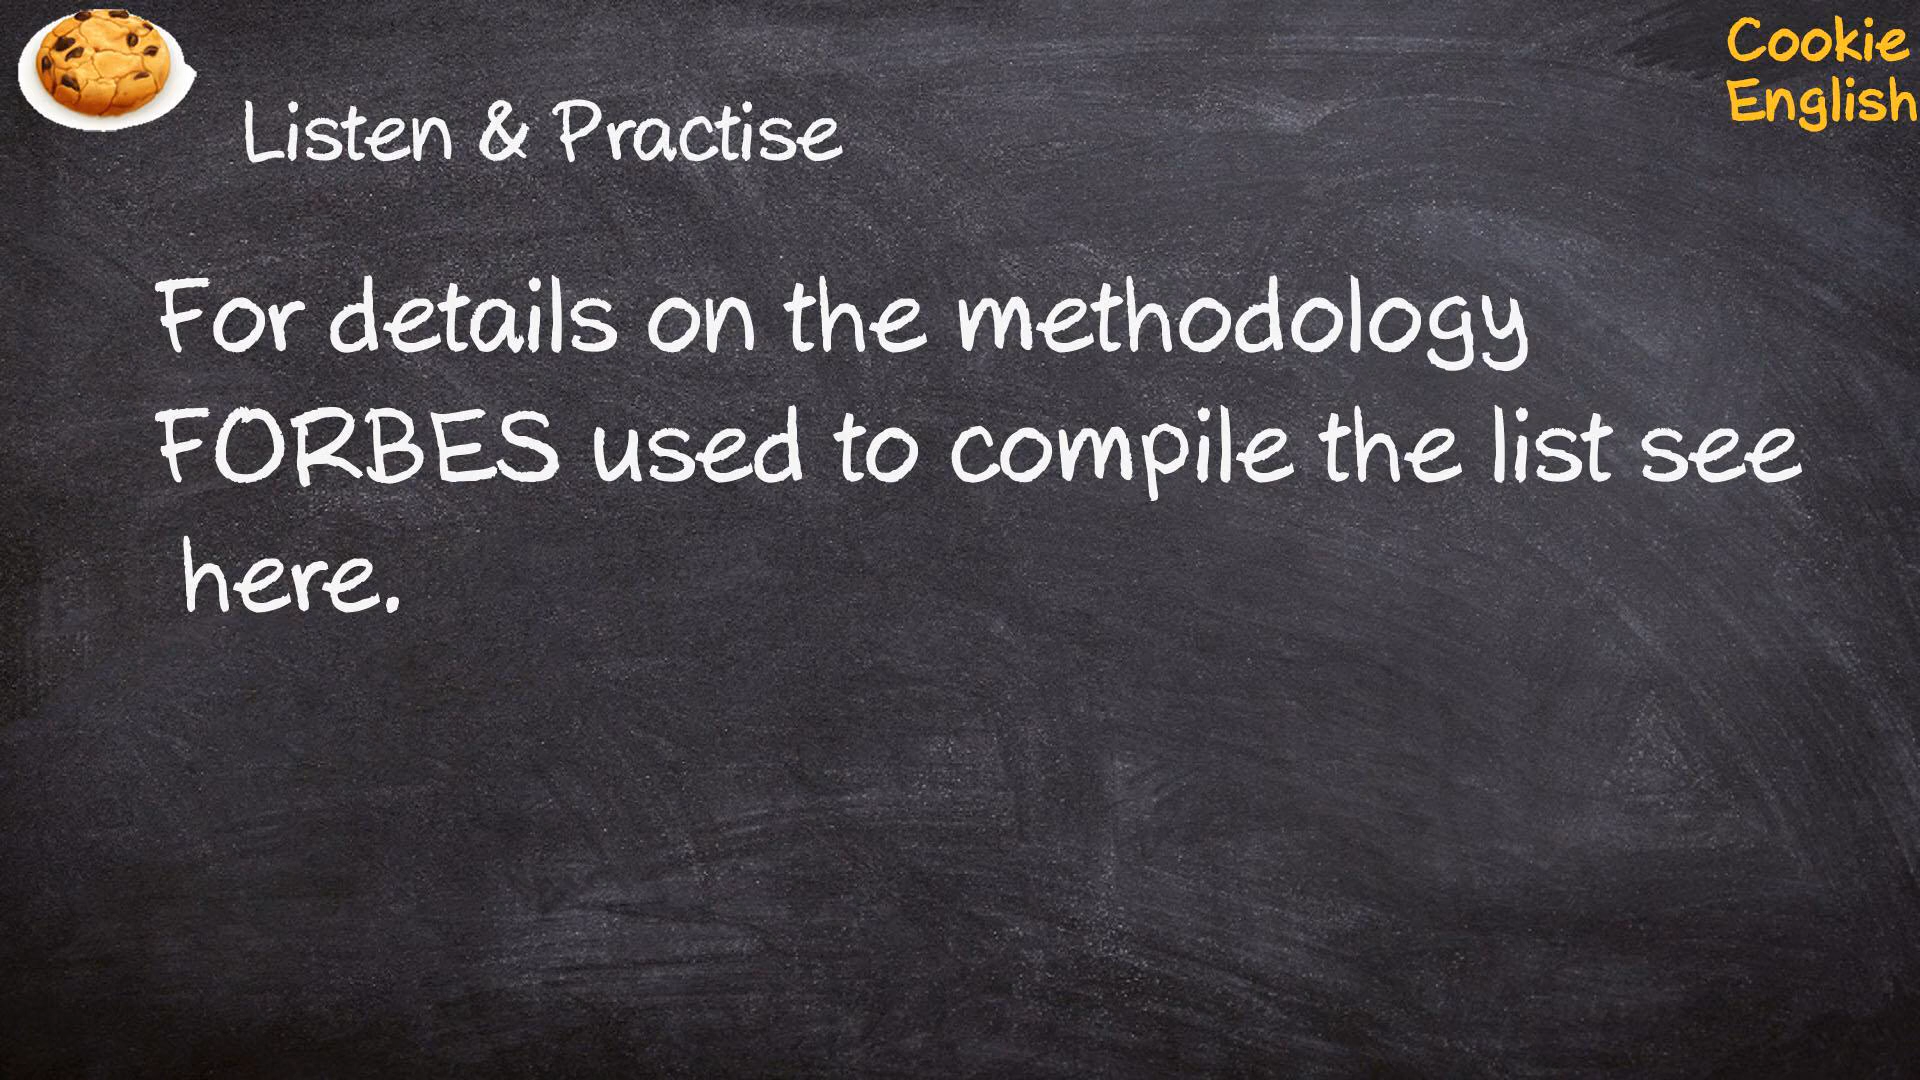 Cookie
English
Listen & Practise
For details on the methodology
FORBES used to compile the list see
here.